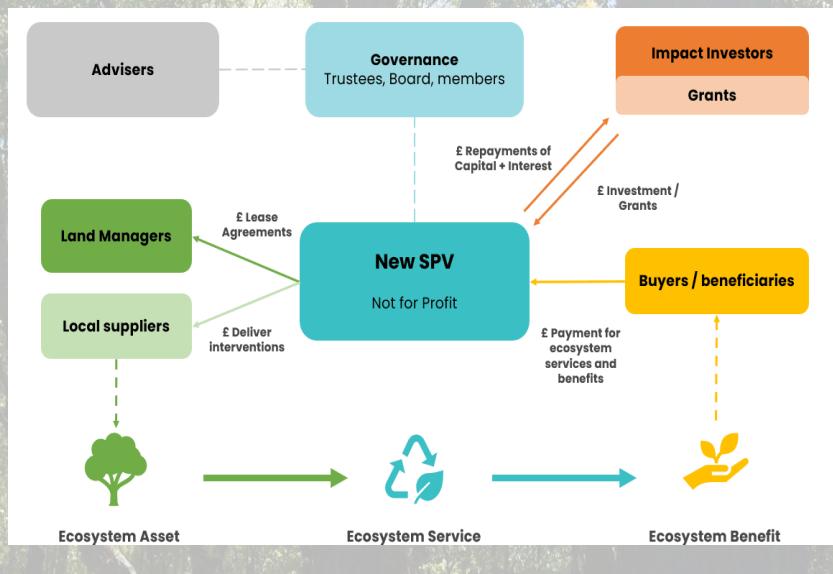 Advisers
Governance
Trustees, Board, members
Impact Investors
Grants
£ Repayments of
Capital + Interest
£ Investment /
Grants
Land Managers
£ Lease
Agreements
New SPV
Not for Profit
Buyers / beneficiaries
Local suppliers
£ Deliver
interventions
£ Payment for
ecosystem
services and
benefits
Ecosystem Asset
Ecosystem Service
Ecosystem Benefit